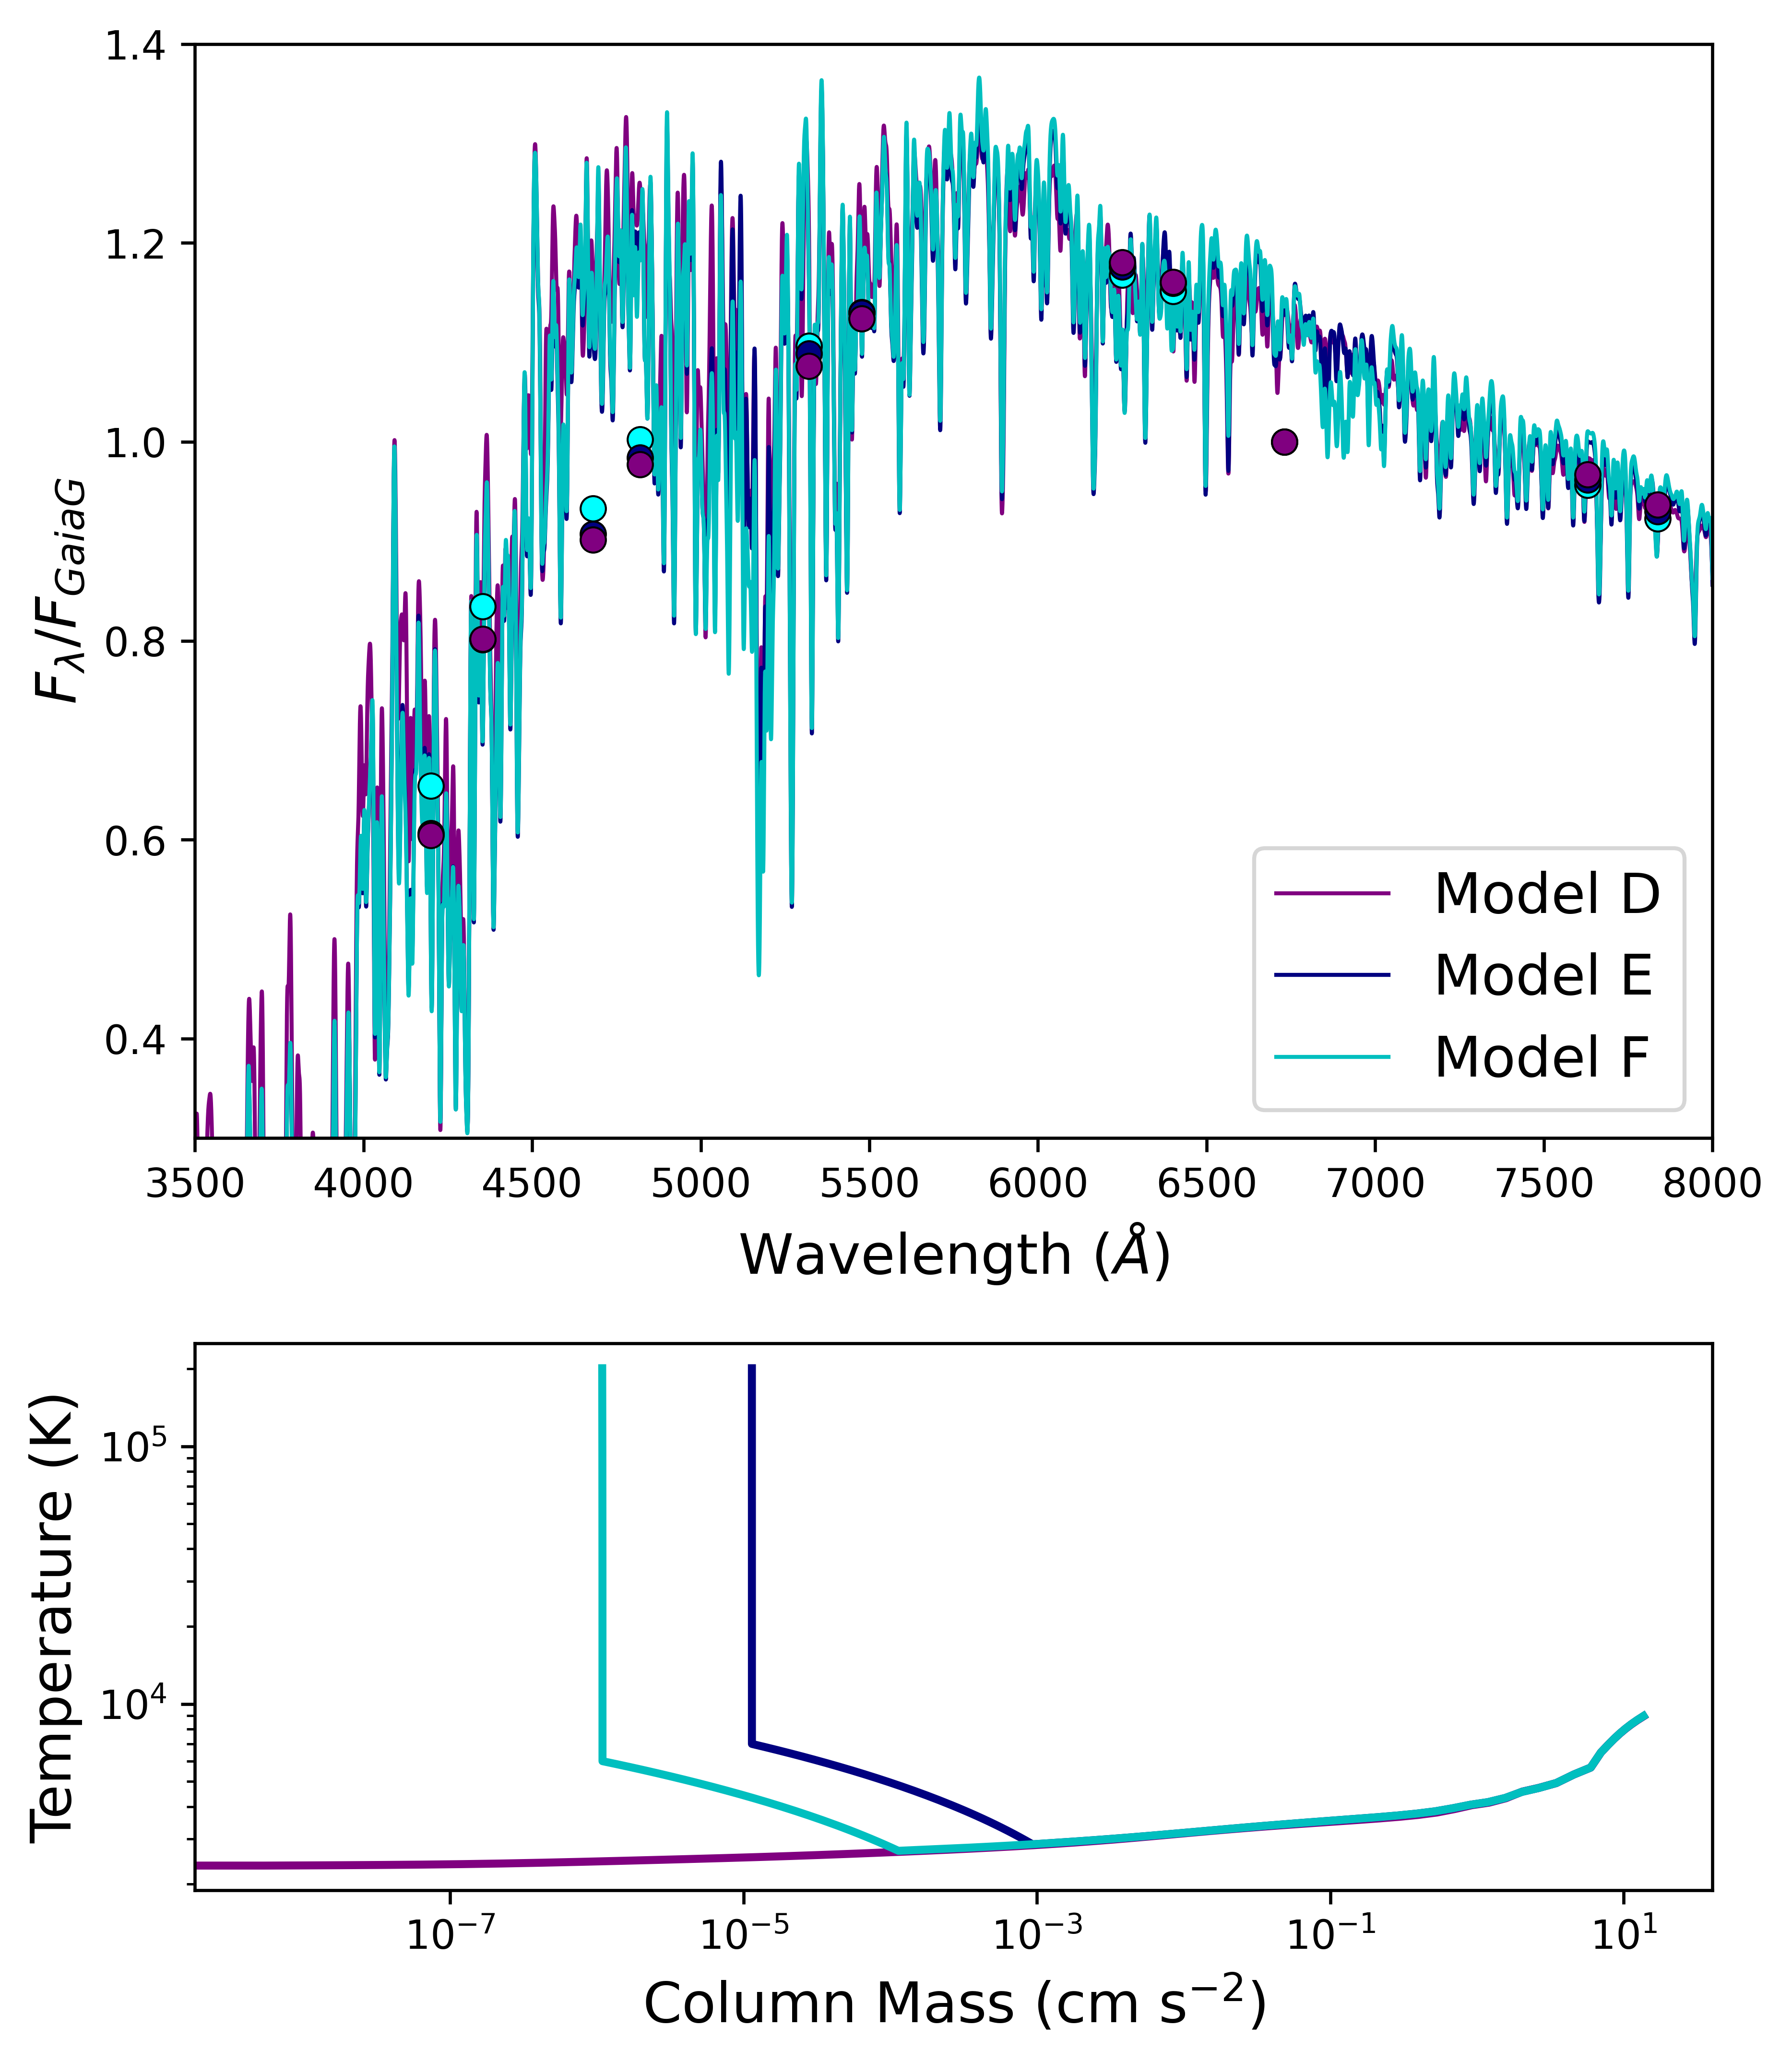 1.4
1.2
1.0
0.8
0.6
0.4
F_λ/F_{GaiaG}
Model D
Model E
Model F
3500 4000 4500 5000 5500 6000 6500 7000 7500 8000
Wavelength (Å)
10⁵
10⁴
Temperature (K)
10⁻⁷ 10⁻⁵ 10⁻³ 10⁻¹ 10¹
Column Mass (cm s⁻²)